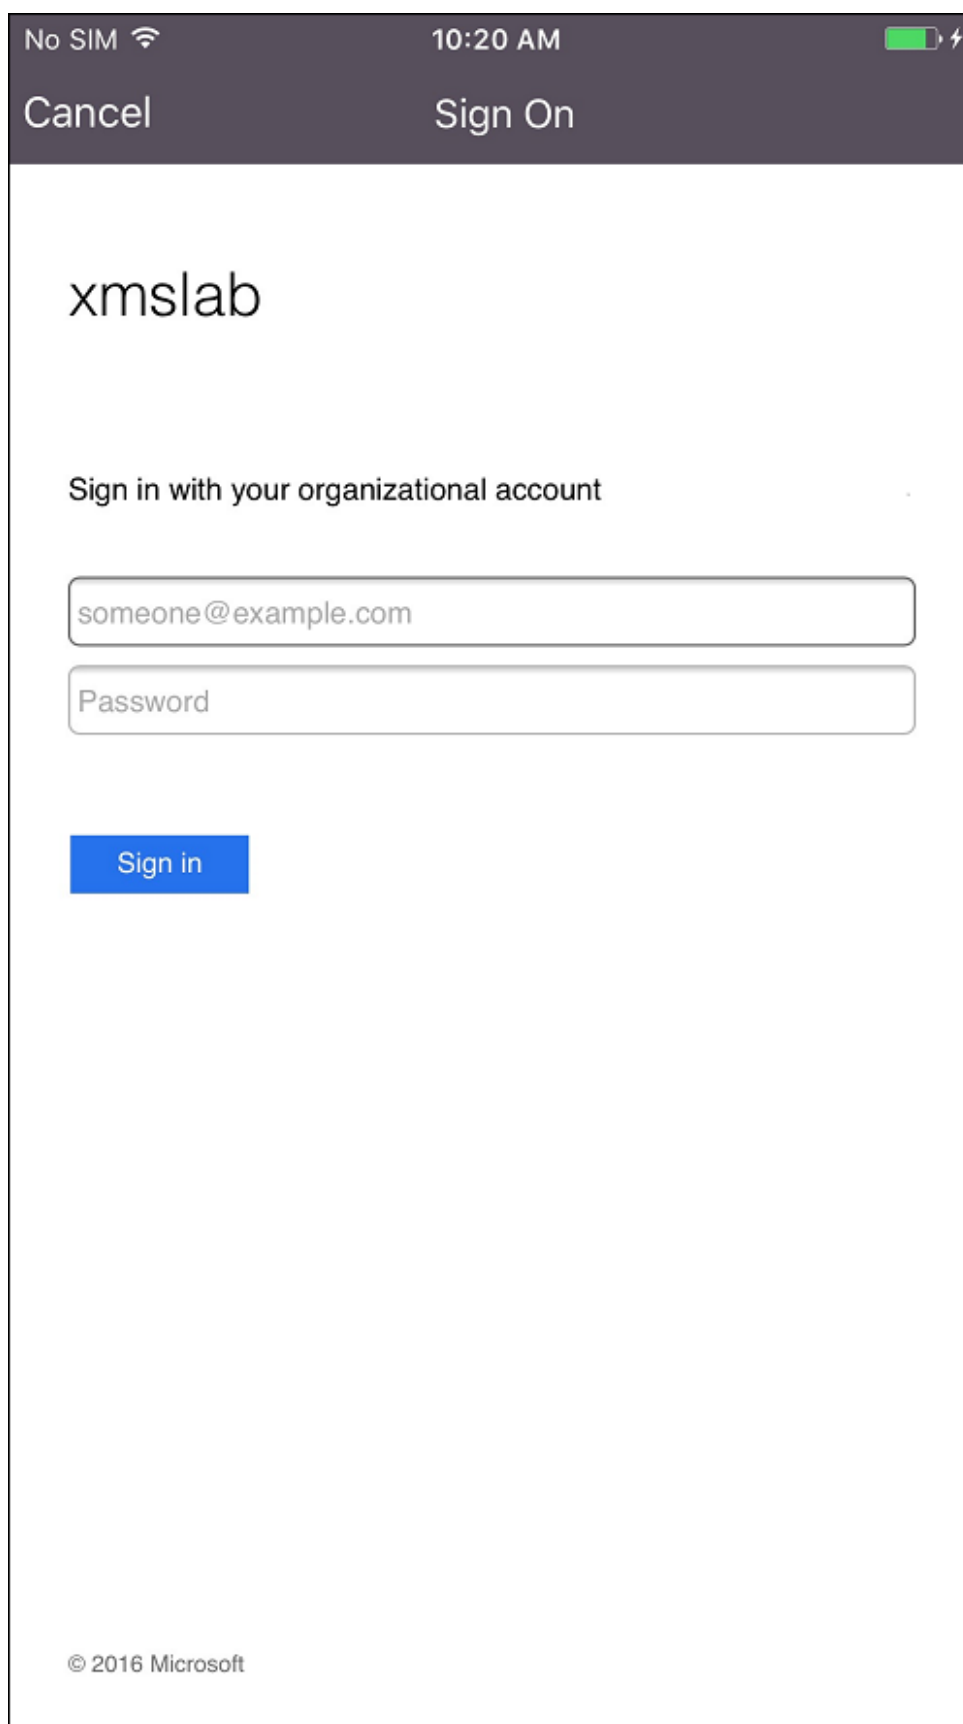 No SIM 10:20 AM
Cancel Sign On
xmslab
Sign in with your organizational account
someone@example.com
Password
Sign in
© 2016 Microsoft